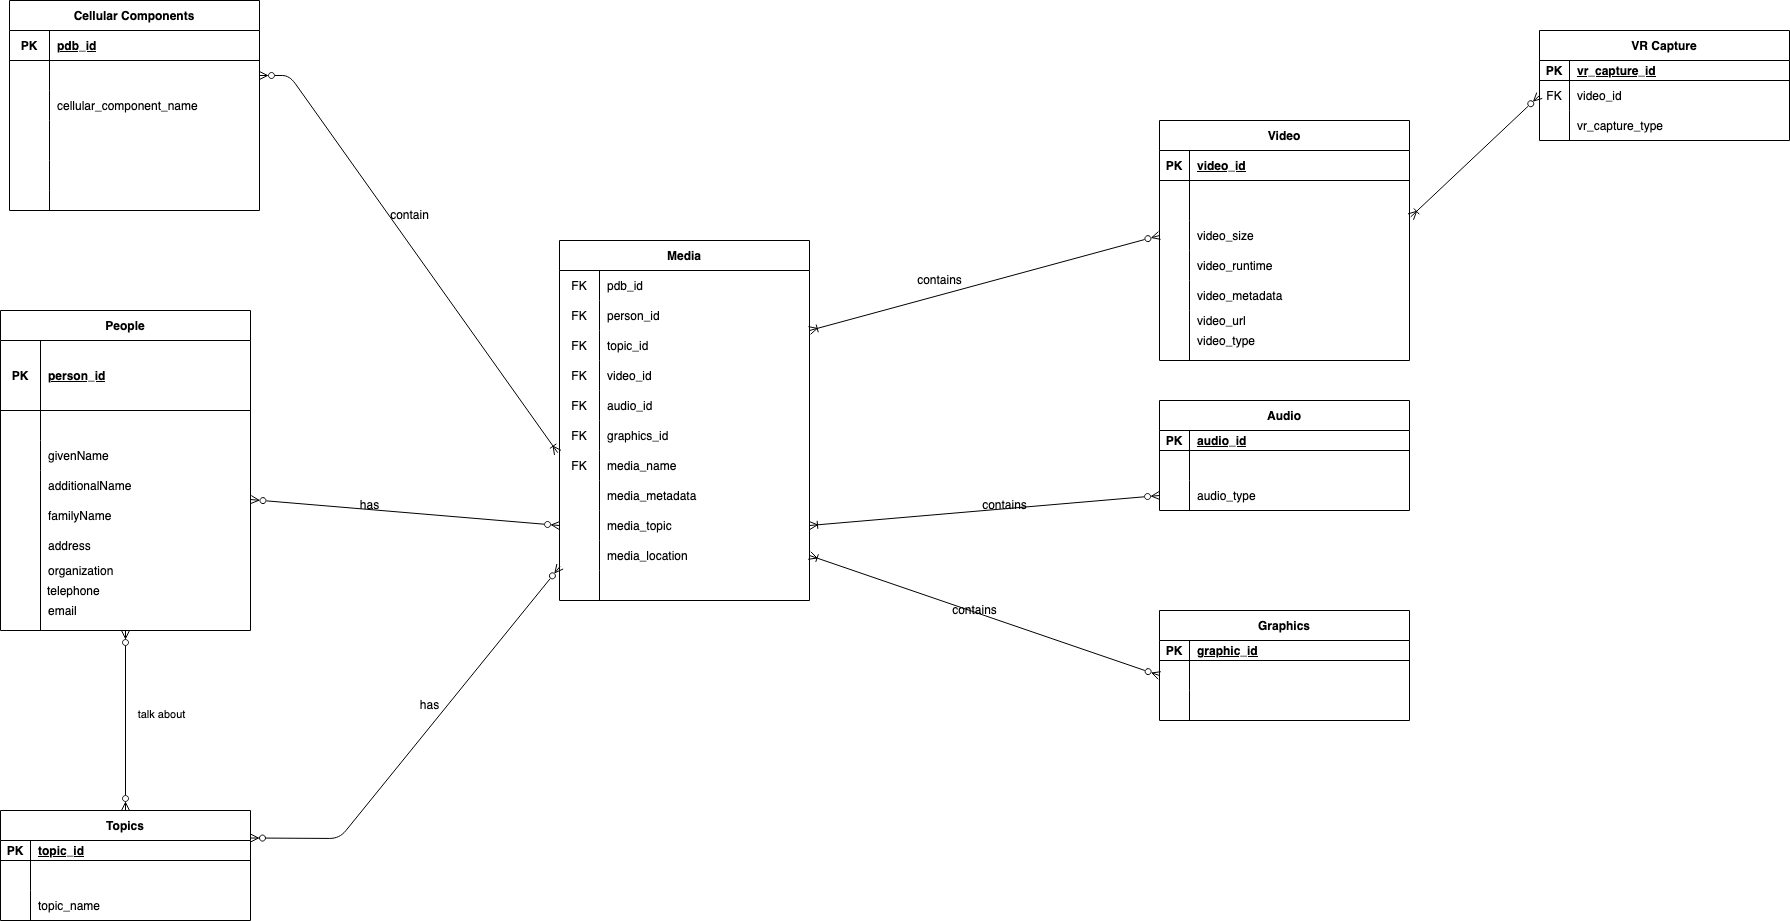 Cellular Components
PK pdb_id
cellular_component_name
contain
People
PK person_id
givenName
additionalName
familyName
address
organization
telephone
email
has
talk about
Topics
PK topic_id
topic_name
has
Media
FK pdb_id
FK person_id
FK topic_id
FK video_id
FK audio_id
FK graphics_id
FK media_name
media_metadata
media_topic
media_location
contains
contains
contains
Video
PK video_id
video_size
video_runtime
video_metadata
video_url
video_type
Audio
PK audio_id
audio_type
Graphics
PK graphic_id
VR Capture
PK vr_capture_id
FK video_id
vr_capture_type